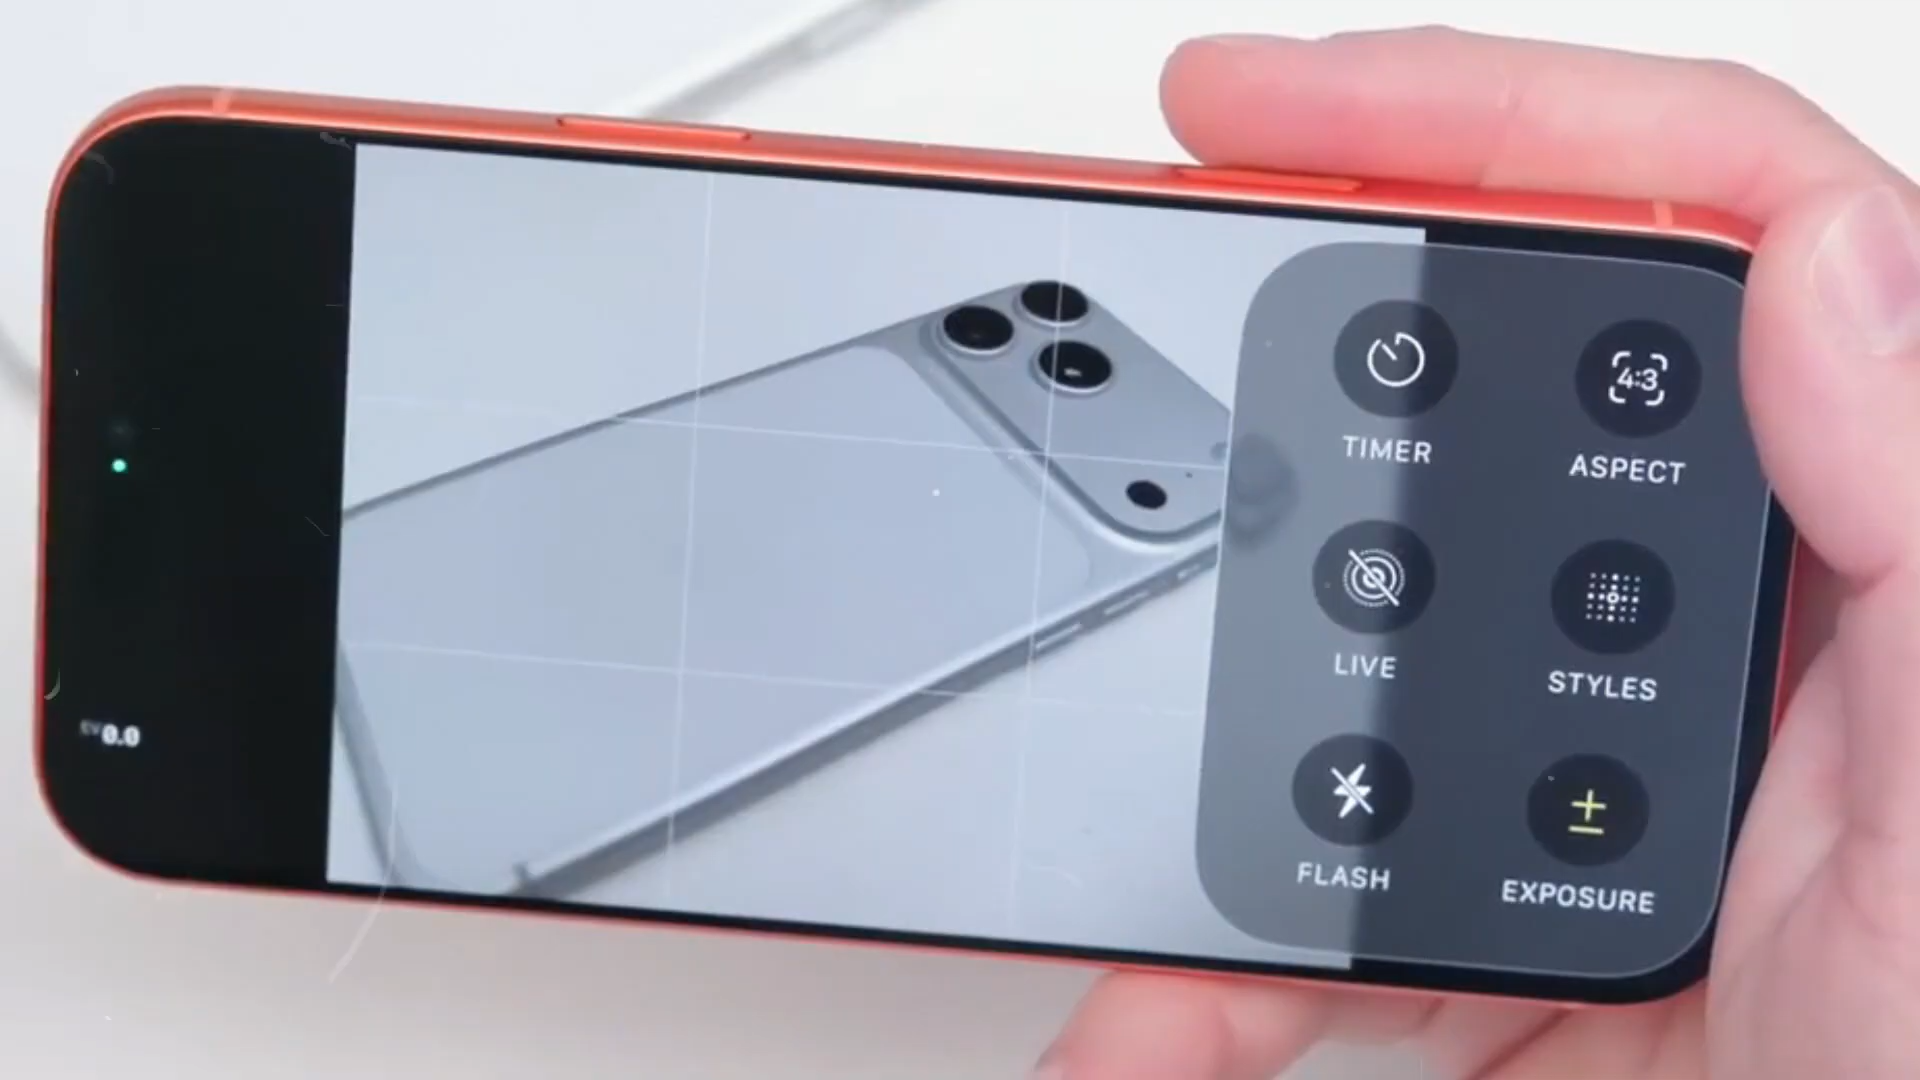 4:3
TIMER
ASPECT
LIVE
STYLES
FLASH
EXPOSURE
EV 0.0